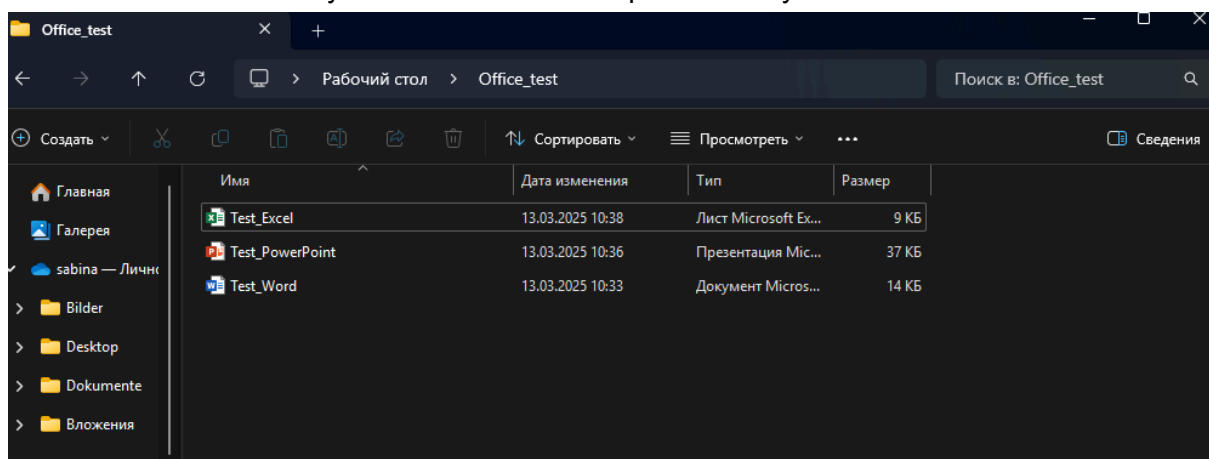 Office_test
Рабочий стол > Office_test
Поиск в: Office_test
Создать
Сортировать
Просмотреть
Сведения
Имя Дата изменения Тип Размер
Главная
Галерея
sabina — Личнс
Bilder
Desktop
Dokumente
Вложения
Test_Excel 13.03.2025 10:38 Лист Microsoft Ex... 9 КБ
Test_PowerPoint 13.03.2025 10:36 Презентация Mic... 37 КБ
Test_Word 13.03.2025 10:33 Документ Micros... 14 КБ